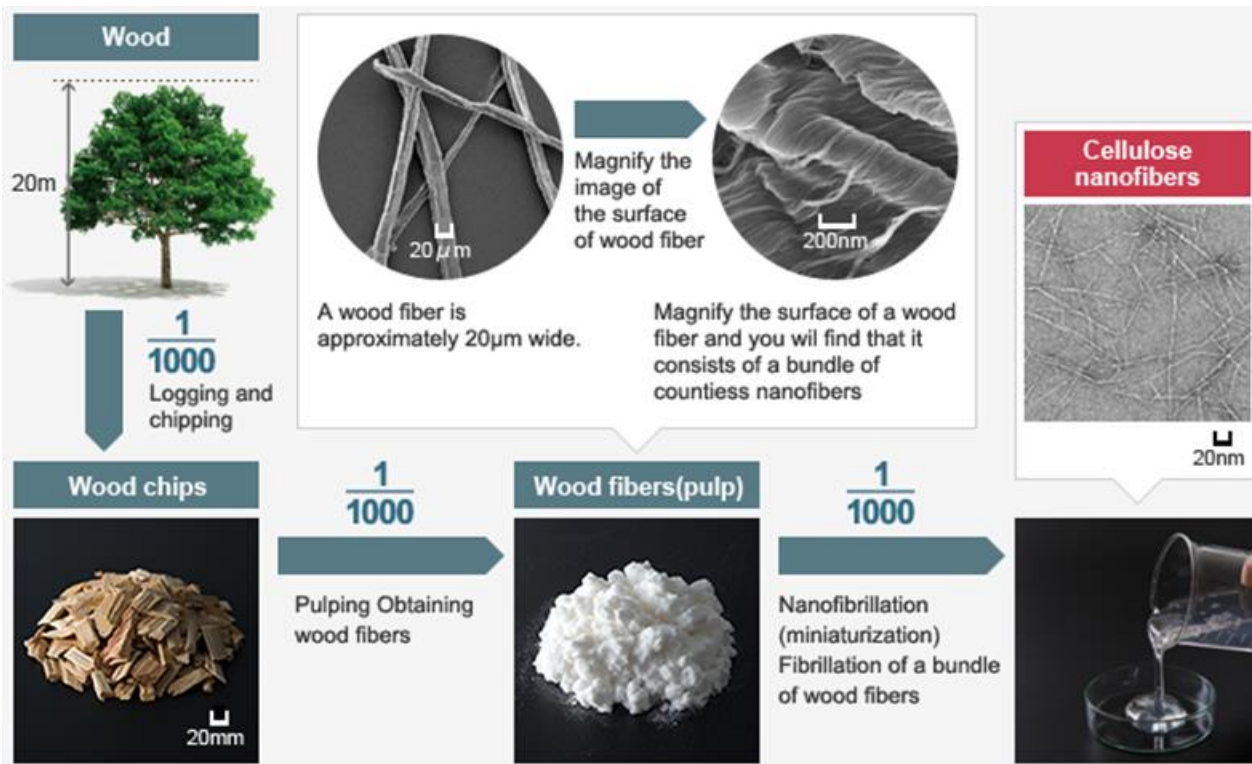 Wood
20m
1
1000
Logging and
chipping
20μm
Magnify the
image of
the surface
of wood fiber
200nm
A wood fiber is
approximately 20μm wide.
Magnify the surface of a wood
fiber and you wil find that it
consists of a bundle of
countiess nanofibers
Cellulose
nanofibers
20nm
Wood chips
20mm
1
1000
Pulping Obtaining
wood fibers
Wood fibers(pulp)
1
1000
Nanofibrillation
(miniaturization)
Fibrillation of a bundle
of wood fibers